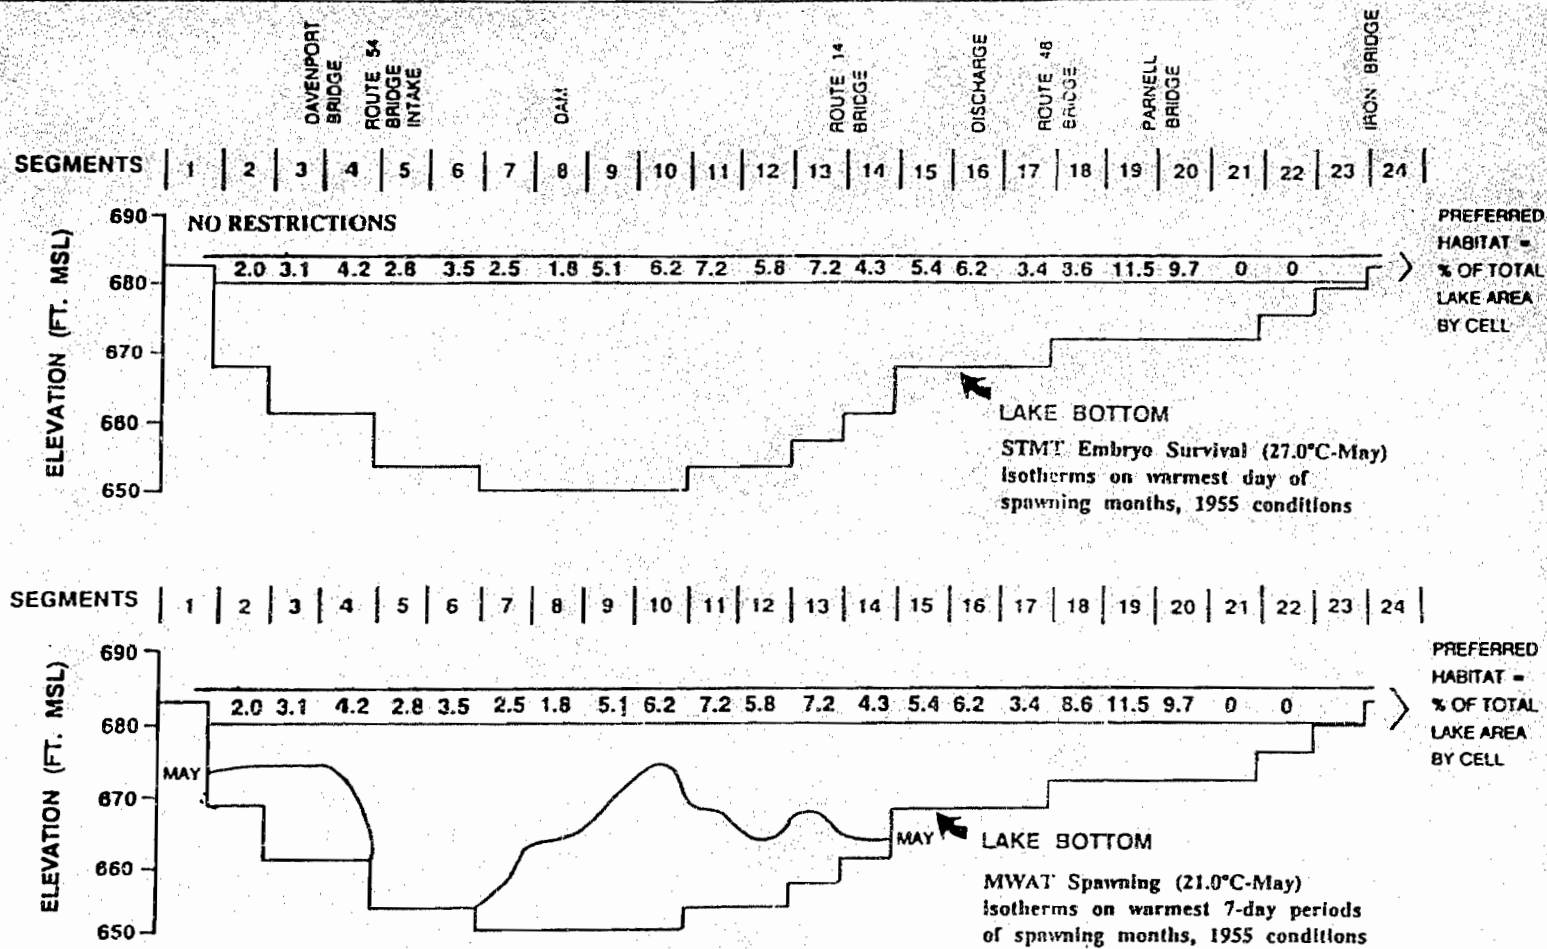 DAVENPORT
BRIDGE
ROUTE 54
BRIDGE
INTAKE
DAM
ROUTE 14
BRIDGE
DISCHARGE
ROUTE 48
BRIDGE
PARNELL
BRIDGE
IRON BRIDGE
SEGMENTS 1 2 3 4 5 6 7 8 9 10 11 12 13 14 15 16 17 18 19 20 21 22 23 24
ELEVATION (FT. MSL)
690
680
670
660
650
NO RESTRICTIONS
2.0 3.1 4.2 2.8 3.5 2.5 1.8 5.1 6.2 7.2 5.8 7.2 4.3 5.4 6.2 3.4 3.6 11.5 9.7 0 0
PREFERRED
HABITAT =
% OF TOTAL
LAKE AREA
BY CELL
LAKE BOTTOM
STMT Embryo Survival (27.0°C-May)
Isotherms on warmest day of
spawning months, 1955 conditions
SEGMENTS 1 2 3 4 5 6 7 8 9 10 11 12 13 14 15 16 17 18 19 20 21 22 23 24
ELEVATION (FT. MSL)
690
680
670
660
650
2.0 3.1 4.2 2.8 3.5 2.5 1.8 5.1 6.2 7.2 5.8 7.2 4.3 5.4 6.2 3.4 8.6 11.5 9.7 0 0
PREFERRED
HABITAT =
% OF TOTAL
LAKE AREA
BY CELL
MAY
MAY
LAKE BOTTOM
MWAT Spawning (21.0°C-May)
Isotherms on warmest 7-day periods
of spawning months, 1955 conditions